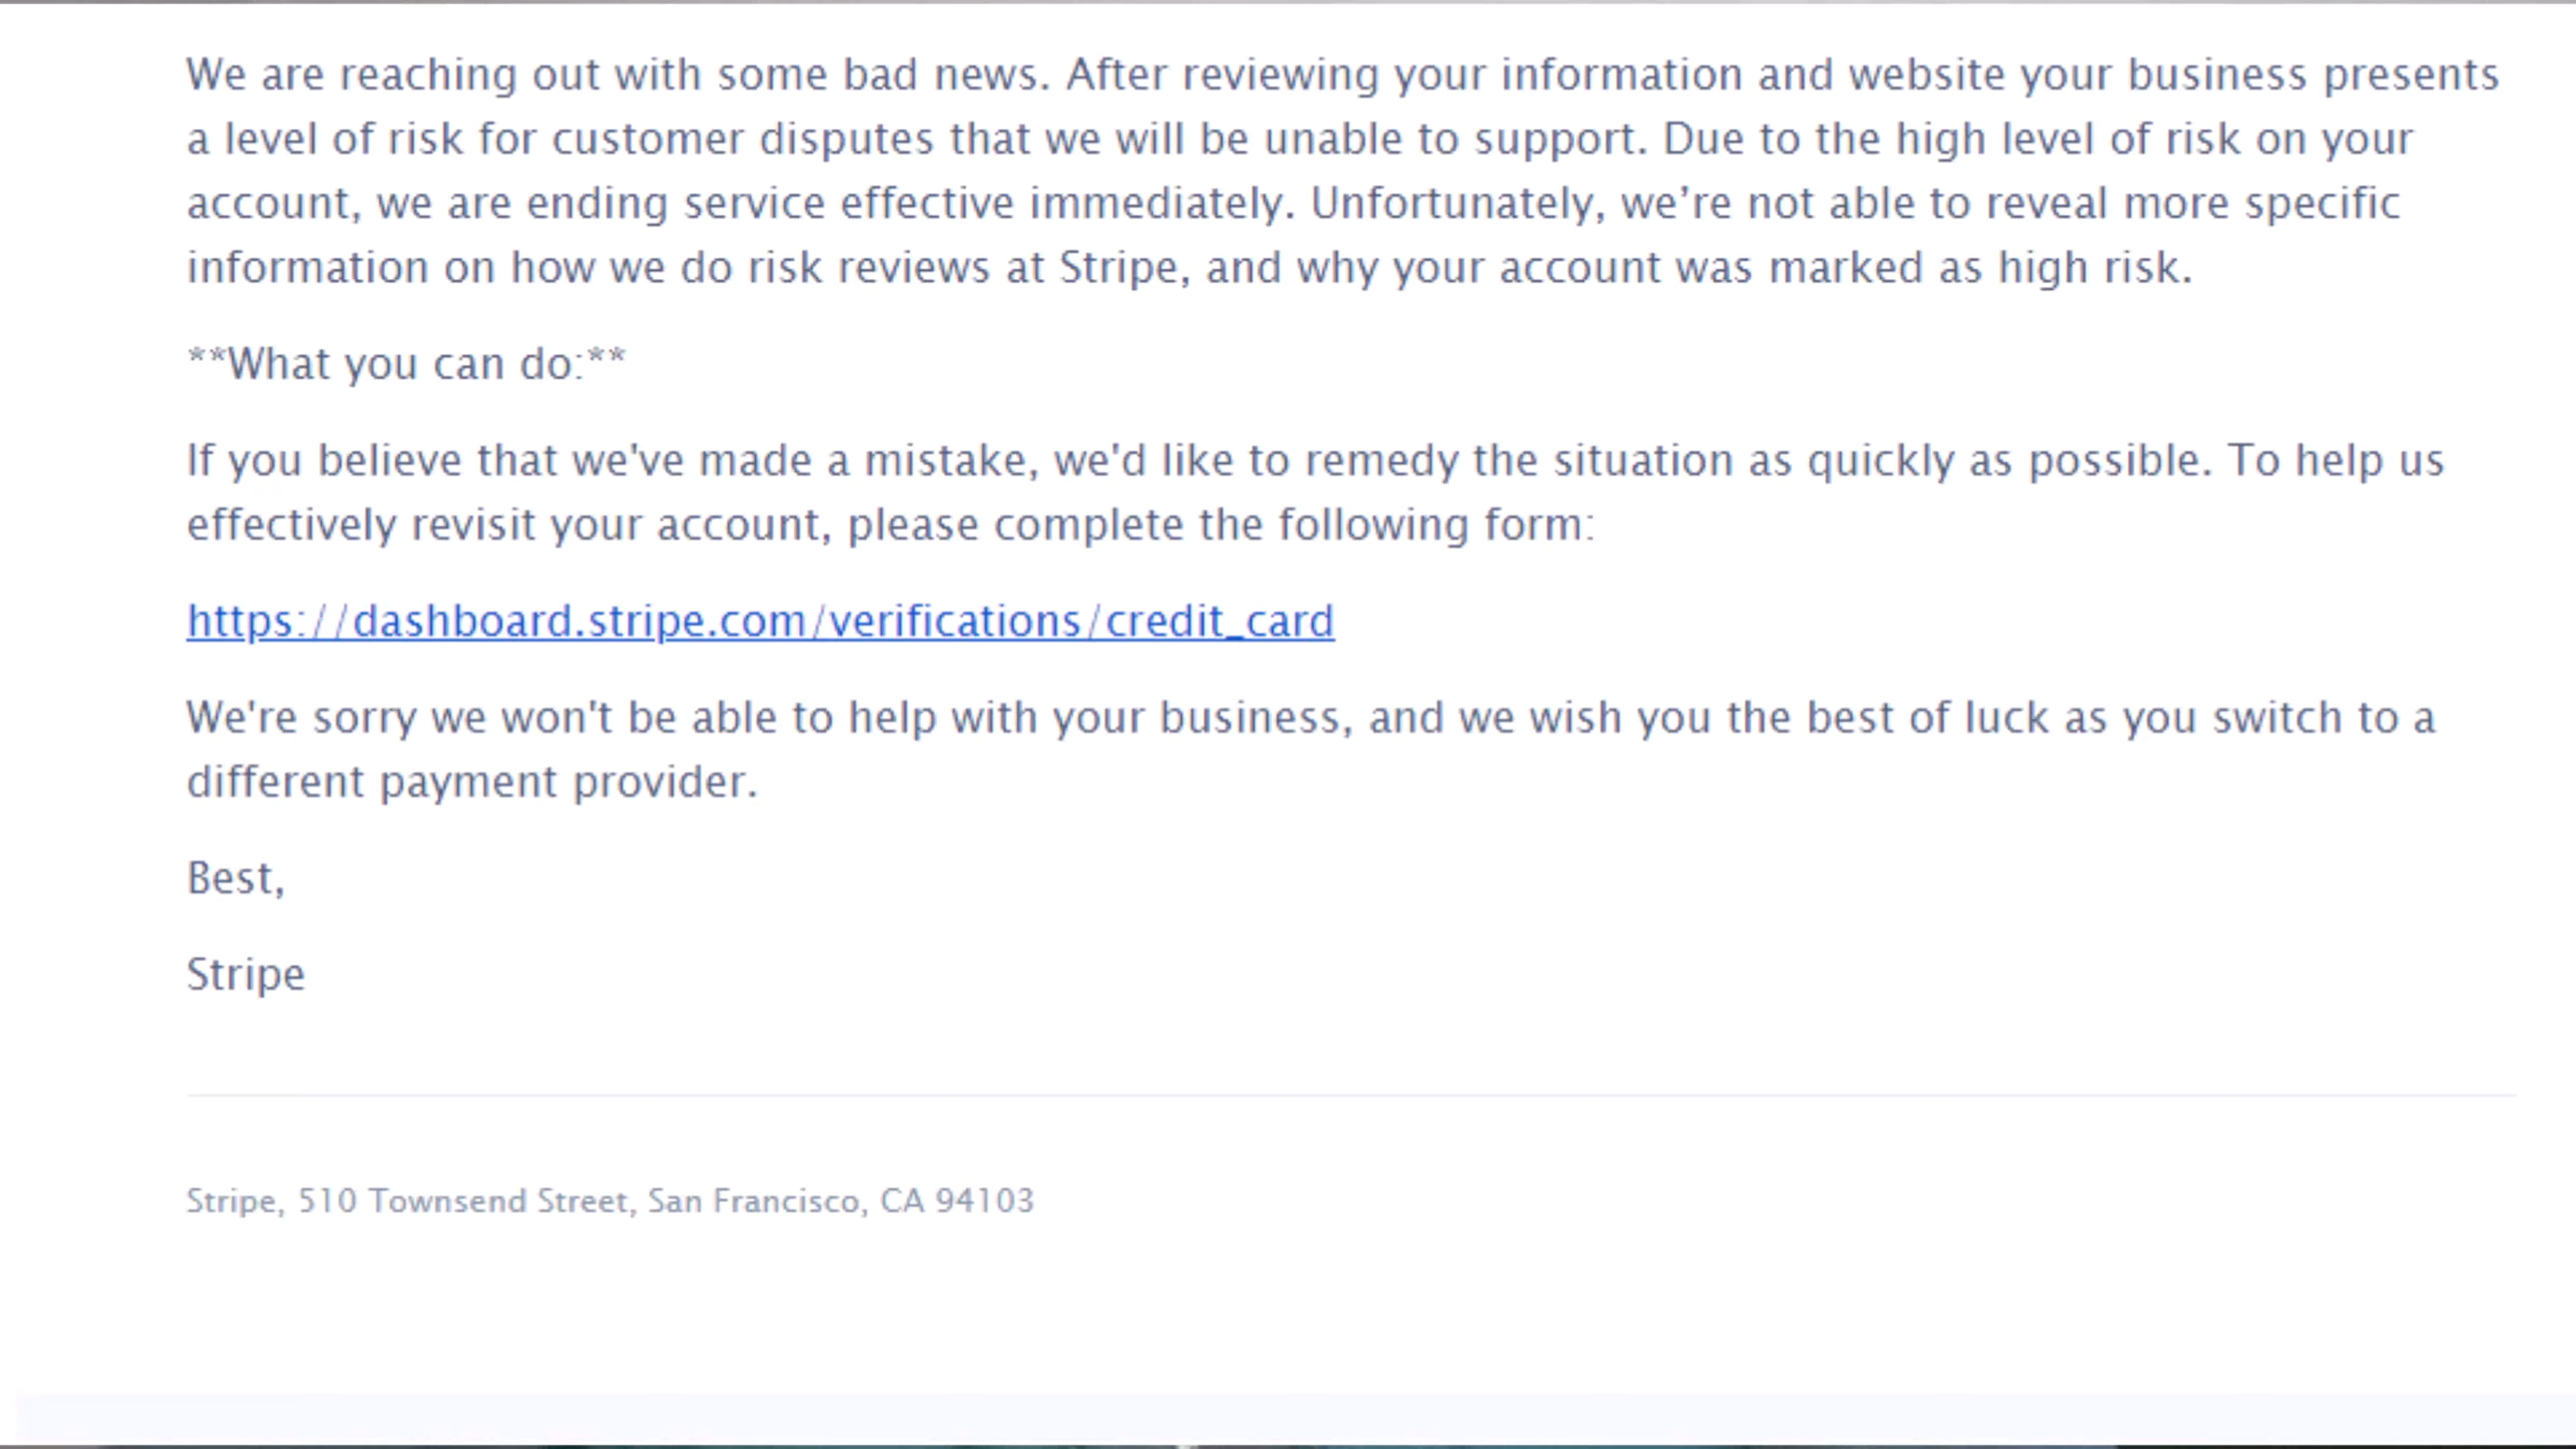 We are reaching out with some bad news. After reviewing your information and website your business presents
a level of risk for customer disputes that we will be unable to support. Due to the high level of risk on your
account, we are ending service effective immediately. Unfortunately, we’re not able to reveal more specific
information on how we do risk reviews at Stripe, and why your account was marked as high risk.
**What you can do:**
If you believe that we've made a mistake, we'd like to remedy the situation as quickly as possible. To help us
effectively revisit your account, please complete the following form:
https://dashboard.stripe.com/verifications/credit_card
We're sorry we won't be able to help with your business, and we wish you the best of luck as you switch to a
different payment provider.
Best,
Stripe
Stripe, 510 Townsend Street, San Francisco, CA 94103